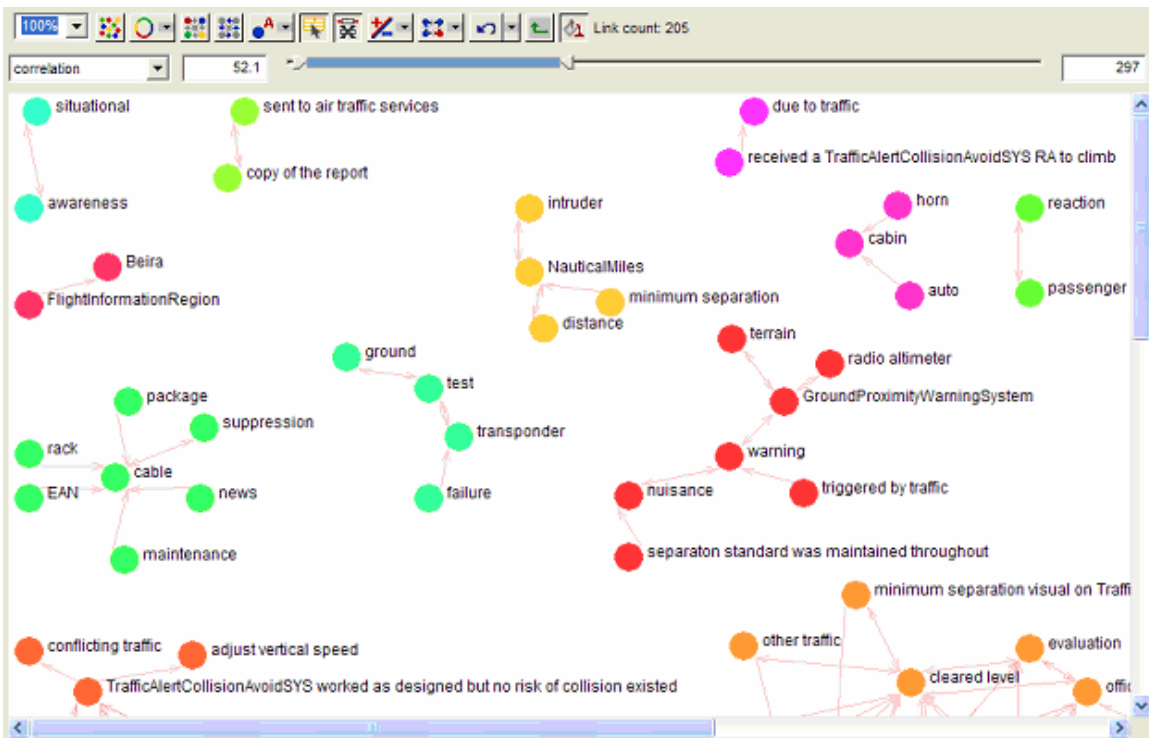 100%
A
Link count: 205
correlation
52.1
297
situational
sent to air traffic services
due to traffic
copy of the report
received a TrafficAlertCollisionAvoidSYS RA to climb
awareness
intruder
horn
reaction
cabin
Beira
NauticalMiles
FlightInformationRegion
minimum separation
auto
passenger
distance
terrain
ground
radio altimeter
test
GroundProximityWarningSystem
package
suppression
transponder
rack
warning
cable
EAN
news
failure
nuisance
triggered by traffic
maintenance
separaton standard was maintained throughout
minimum separation visual on Traffi
conflicting traffic
adjust vertical speed
other traffic
evaluation
cleared level
TrafficAlertCollisionAvoidSYS worked as designed but no risk of collision existed
offic